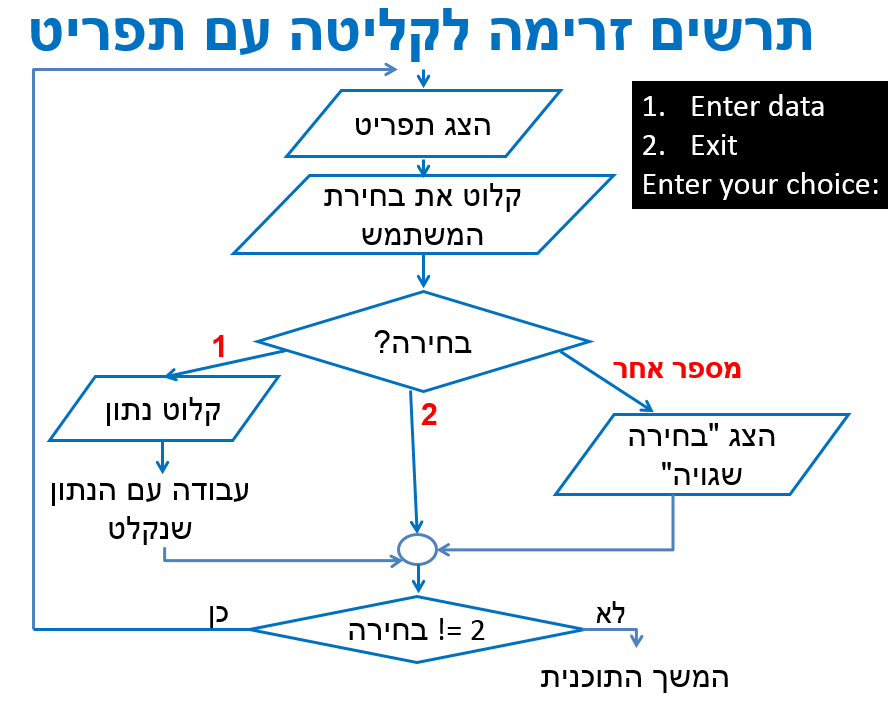 תרשים זרימה לקליטה עם תפריט
הצג תפריט
1. Enter data
2. Exit
Enter your choice:
קלוט את בחירת
המשתמש
בחירה?
1
2
מספר אחר
קלוט נתון
הצג "בחירה
שגויה"
עבודה עם הנתון
שנקלט
כן
בחירה != 2
לא
המשך התוכנית